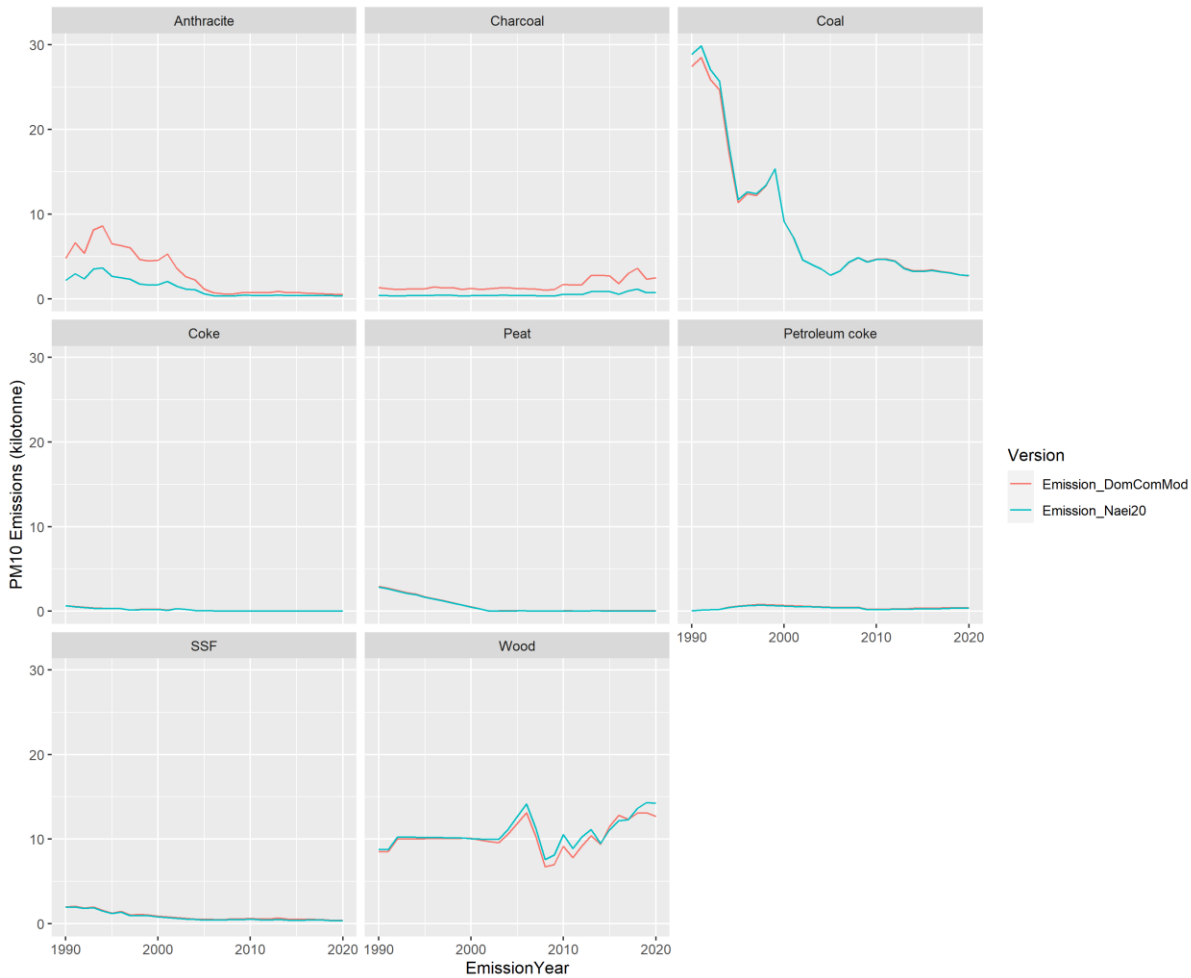 Anthracite
Charcoal
Coal
30
20
10
0
Coke
Peat
Petroleum coke
30
20
10
0
1990
2000
2010
2020
SSF
Wood
30
20
10
0
1990
2000
2010
2020
1990
2000
2010
2020
EmissionYear
PM10 Emissions (kilotonne)
Version
Emission_DomComMod
Emission_Naei20